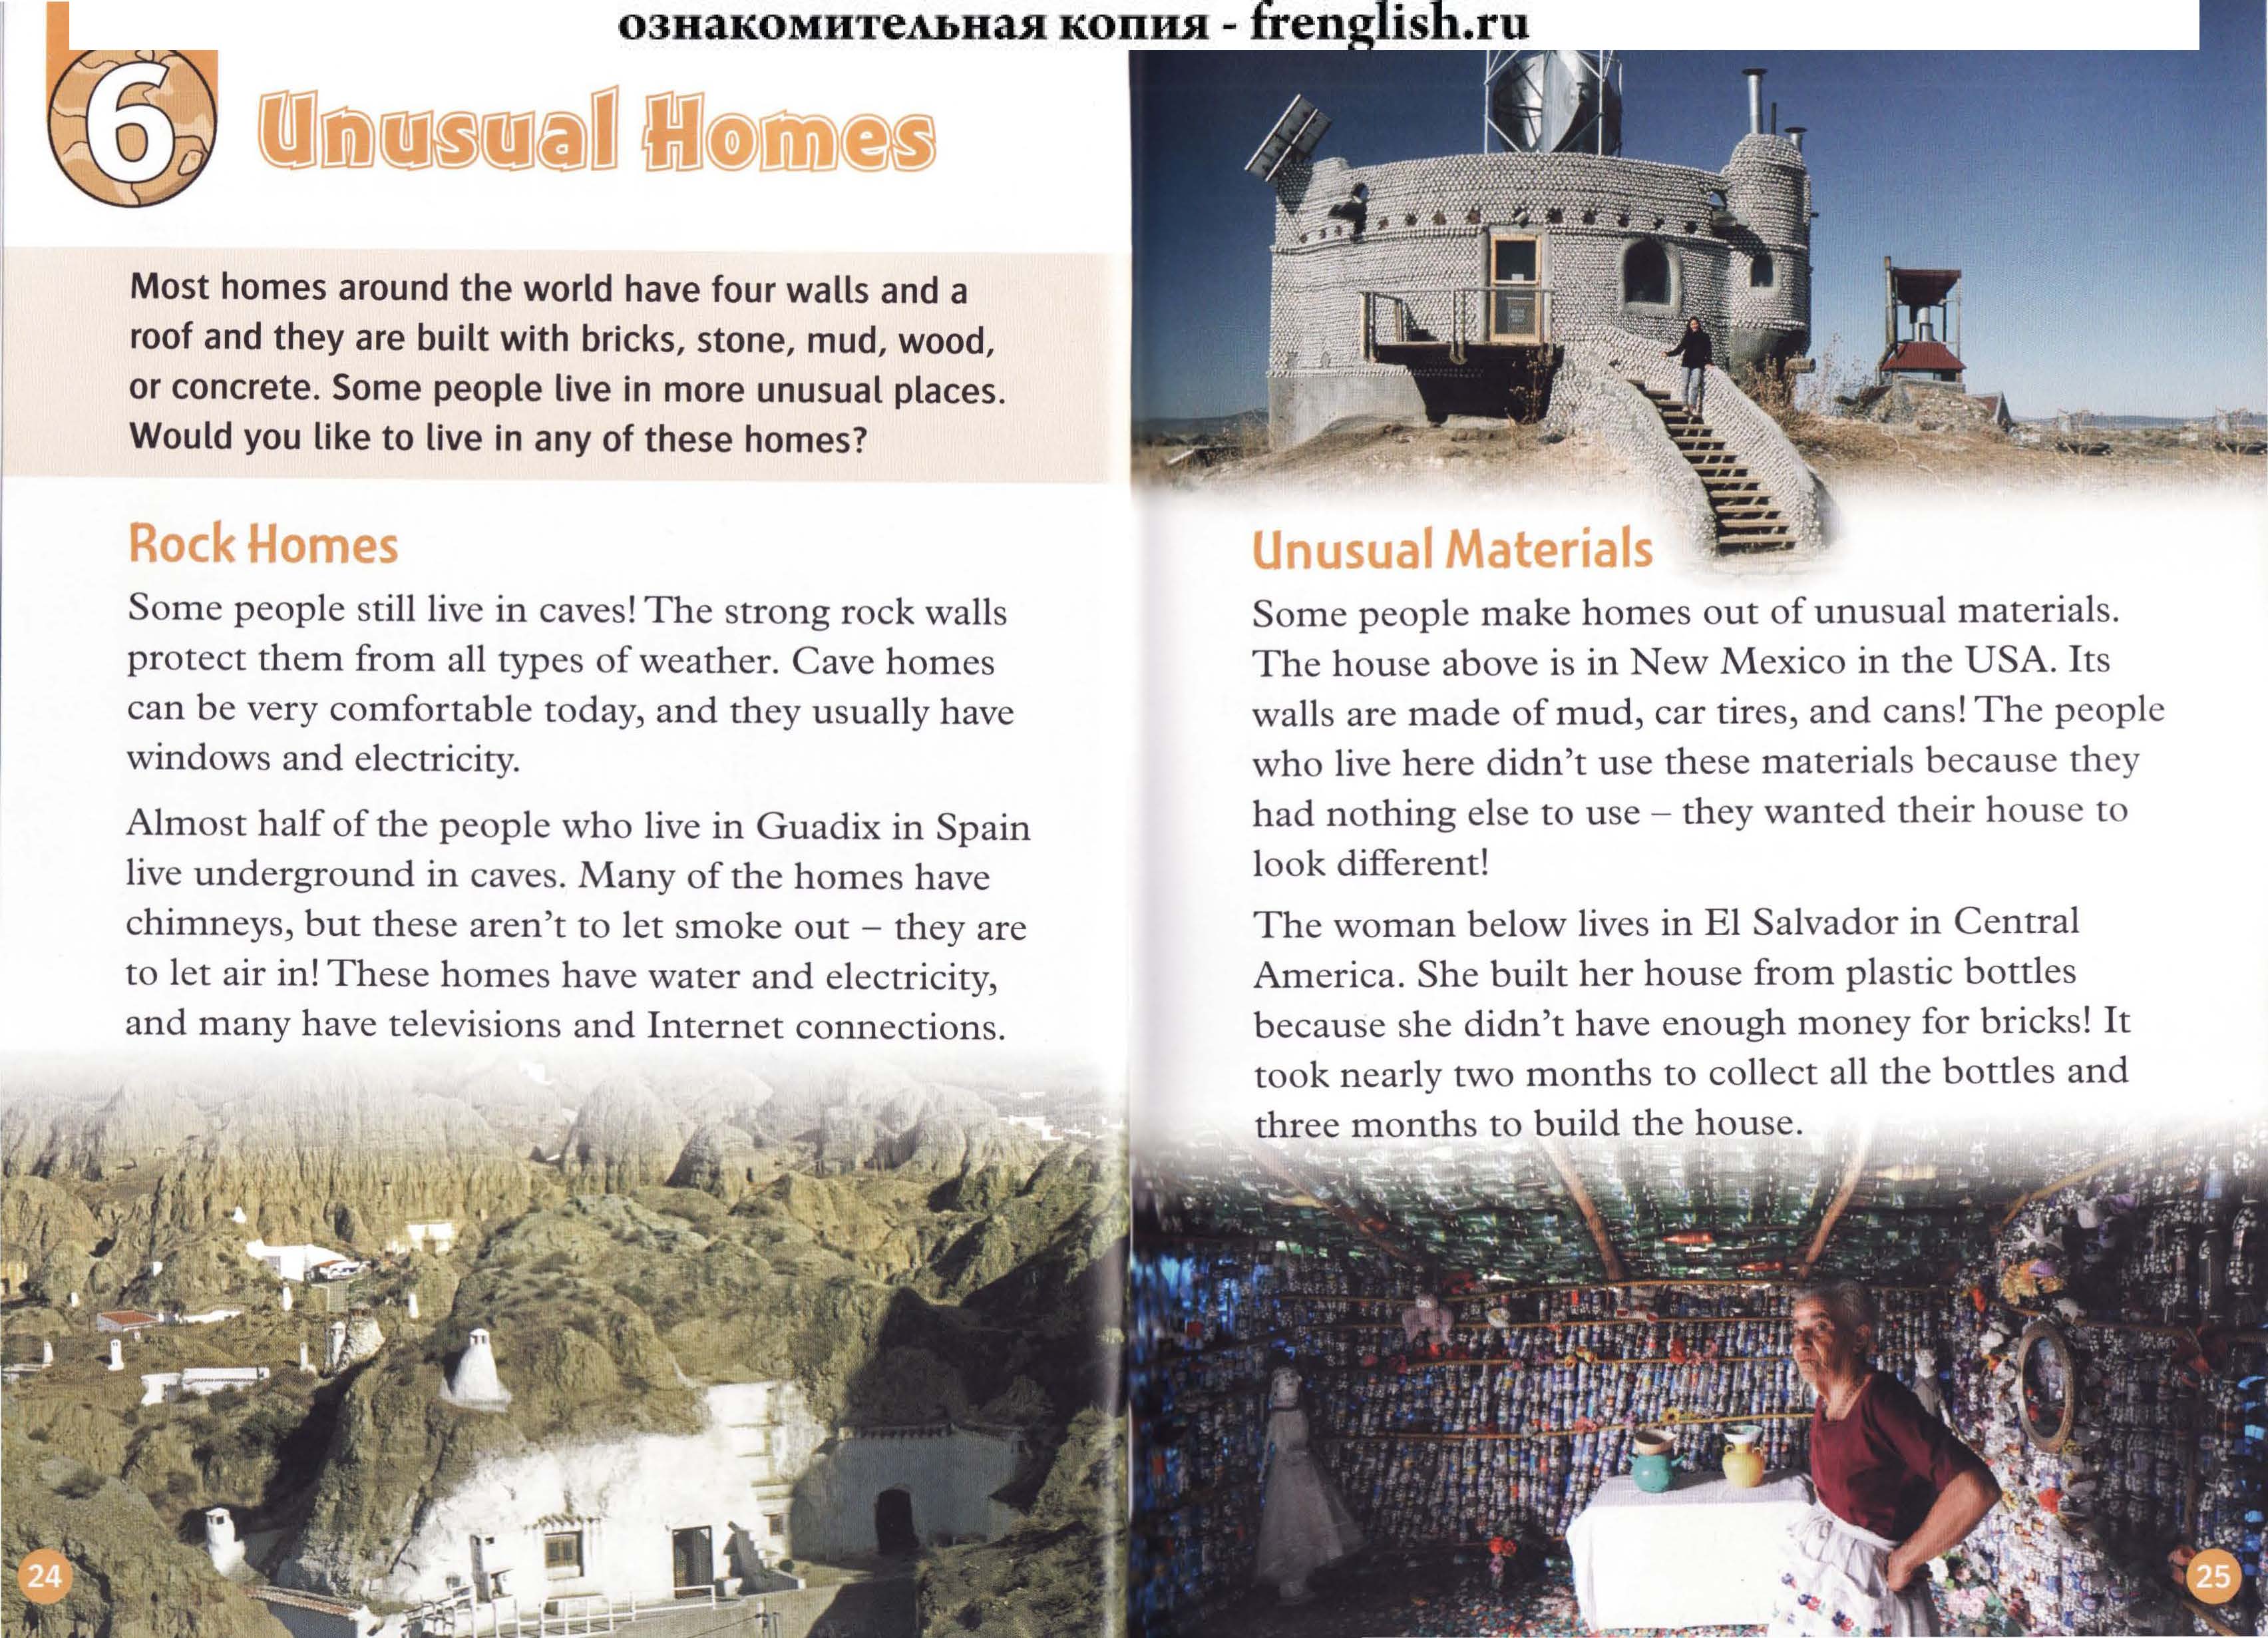 ознакомительная копия - frenglish.ru
6
Unusual Homes
Most homes around the world have four walls and a
roof and they are built with bricks, stone, mud, wood,
or concrete. Some people live in more unusual places.
Would you like to live in any of these homes?
Rock Homes
Some people still live in caves! The strong rock walls
protect them from all types of weather. Cave homes
can be very comfortable today, and they usually have
windows and electricity.
Almost half of the people who live in Guadix in Spain
live underground in caves. Many of the homes have
chimneys, but these aren't to let smoke out – they are
to let air in! These homes have water and electricity,
and many have televisions and Internet connections.
24
Unusual Materials
Some people make homes out of unusual materials.
The house above is in New Mexico in the USA. Its
walls are made of mud, car tires, and cans! The people
who live here didn't use these materials because they
had nothing else to use – they wanted their house to
look different!
The woman below lives in El Salvador in Central
America. She built her house from plastic bottles
because she didn't have enough money for bricks! It
took nearly two months to collect all the bottles and
three months to build the house.
25